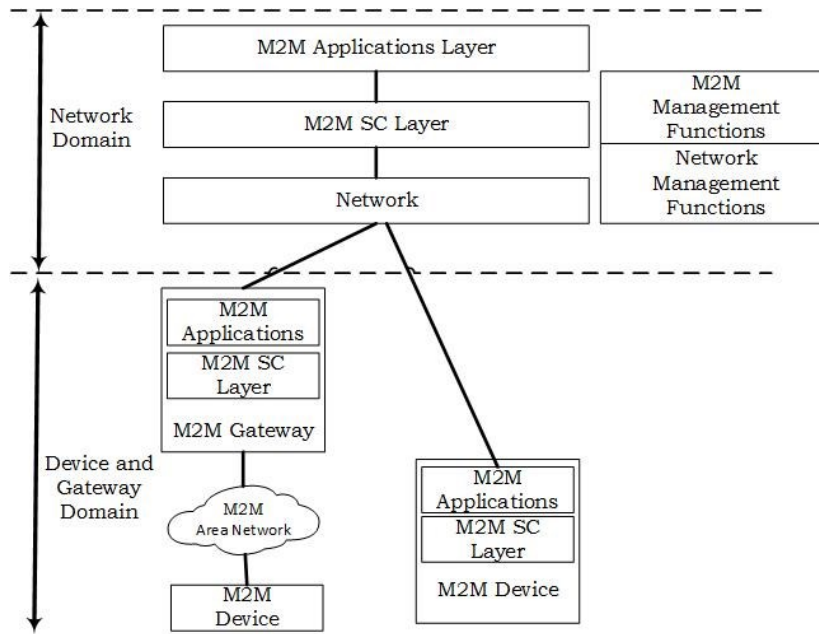 M2M Applications Layer
M2M SC Layer
Network
Network
Domain
M2M
Management
Functions
Network
Management
Functions
Device and
Gateway
Domain
M2M
Applications
M2M SC
Layer
M2M Gateway
M2M
Area Network
M2M
Device
M2M
Applications
M2M SC
Layer
M2M Device